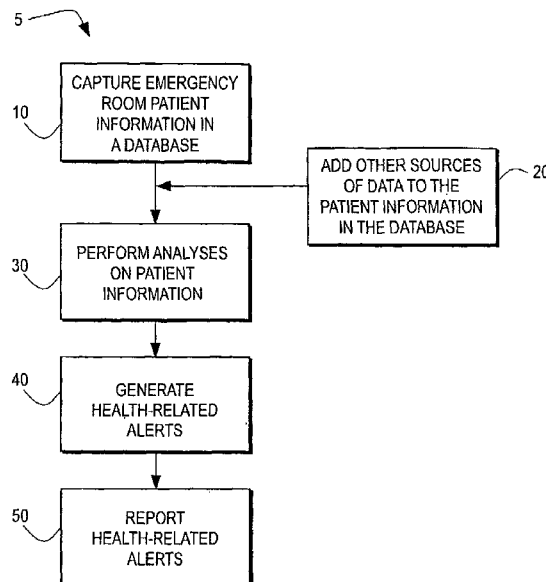 5
CAPTURE EMERGENCY
ROOM PATIENT
INFORMATION IN
A DATABASE
10
ADD OTHER SOURCES
OF DATA TO THE
PATIENT INFORMATION
IN THE DATABASE
20
PERFORM ANALYSES
ON PATIENT
INFORMATION
30
GENERATE
HEALTH-RELATED
ALERTS
40
REPORT
HEALTH-RELATED
ALERTS
50